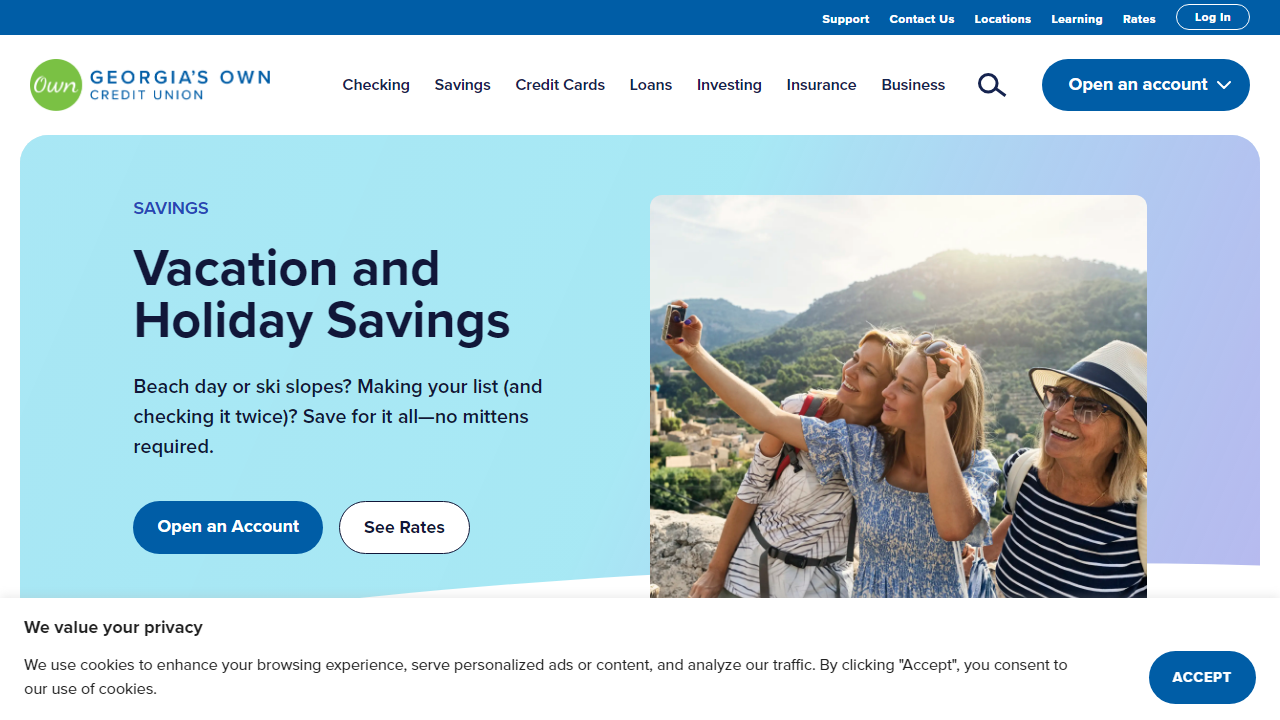 Support Contact Us Locations Learning Rates Log In
Own GEORGIA'S OWN
CREDIT UNION
Checking Savings Credit Cards Loans Investing Insurance Business Open an account
SAVINGS
Vacation and
Holiday Savings
Beach day or ski slopes? Making your list (and
checking it twice)? Save for it all—no mittens
required.
Open an Account See Rates
We value your privacy
We use cookies to enhance your browsing experience, serve personalized ads or content, and analyze our traffic. By clicking "Accept", you consent to
our use of cookies.
ACCEPT